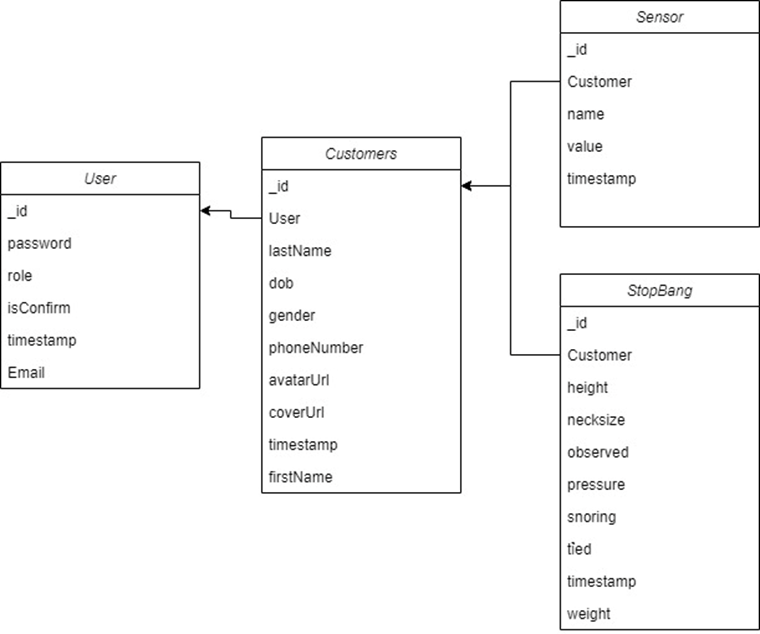 User
_id
password
role
isConfirm
timestamp
Email
Customers
_id
User
lastName
dob
gender
phoneNumber
avatarUrl
coverUrl
timestamp
firstName
Sensor
_id
Customer
name
value
timestamp
StopBang
_id
Customer
height
necksize
observed
pressure
snoring
tied
timestamp
weight